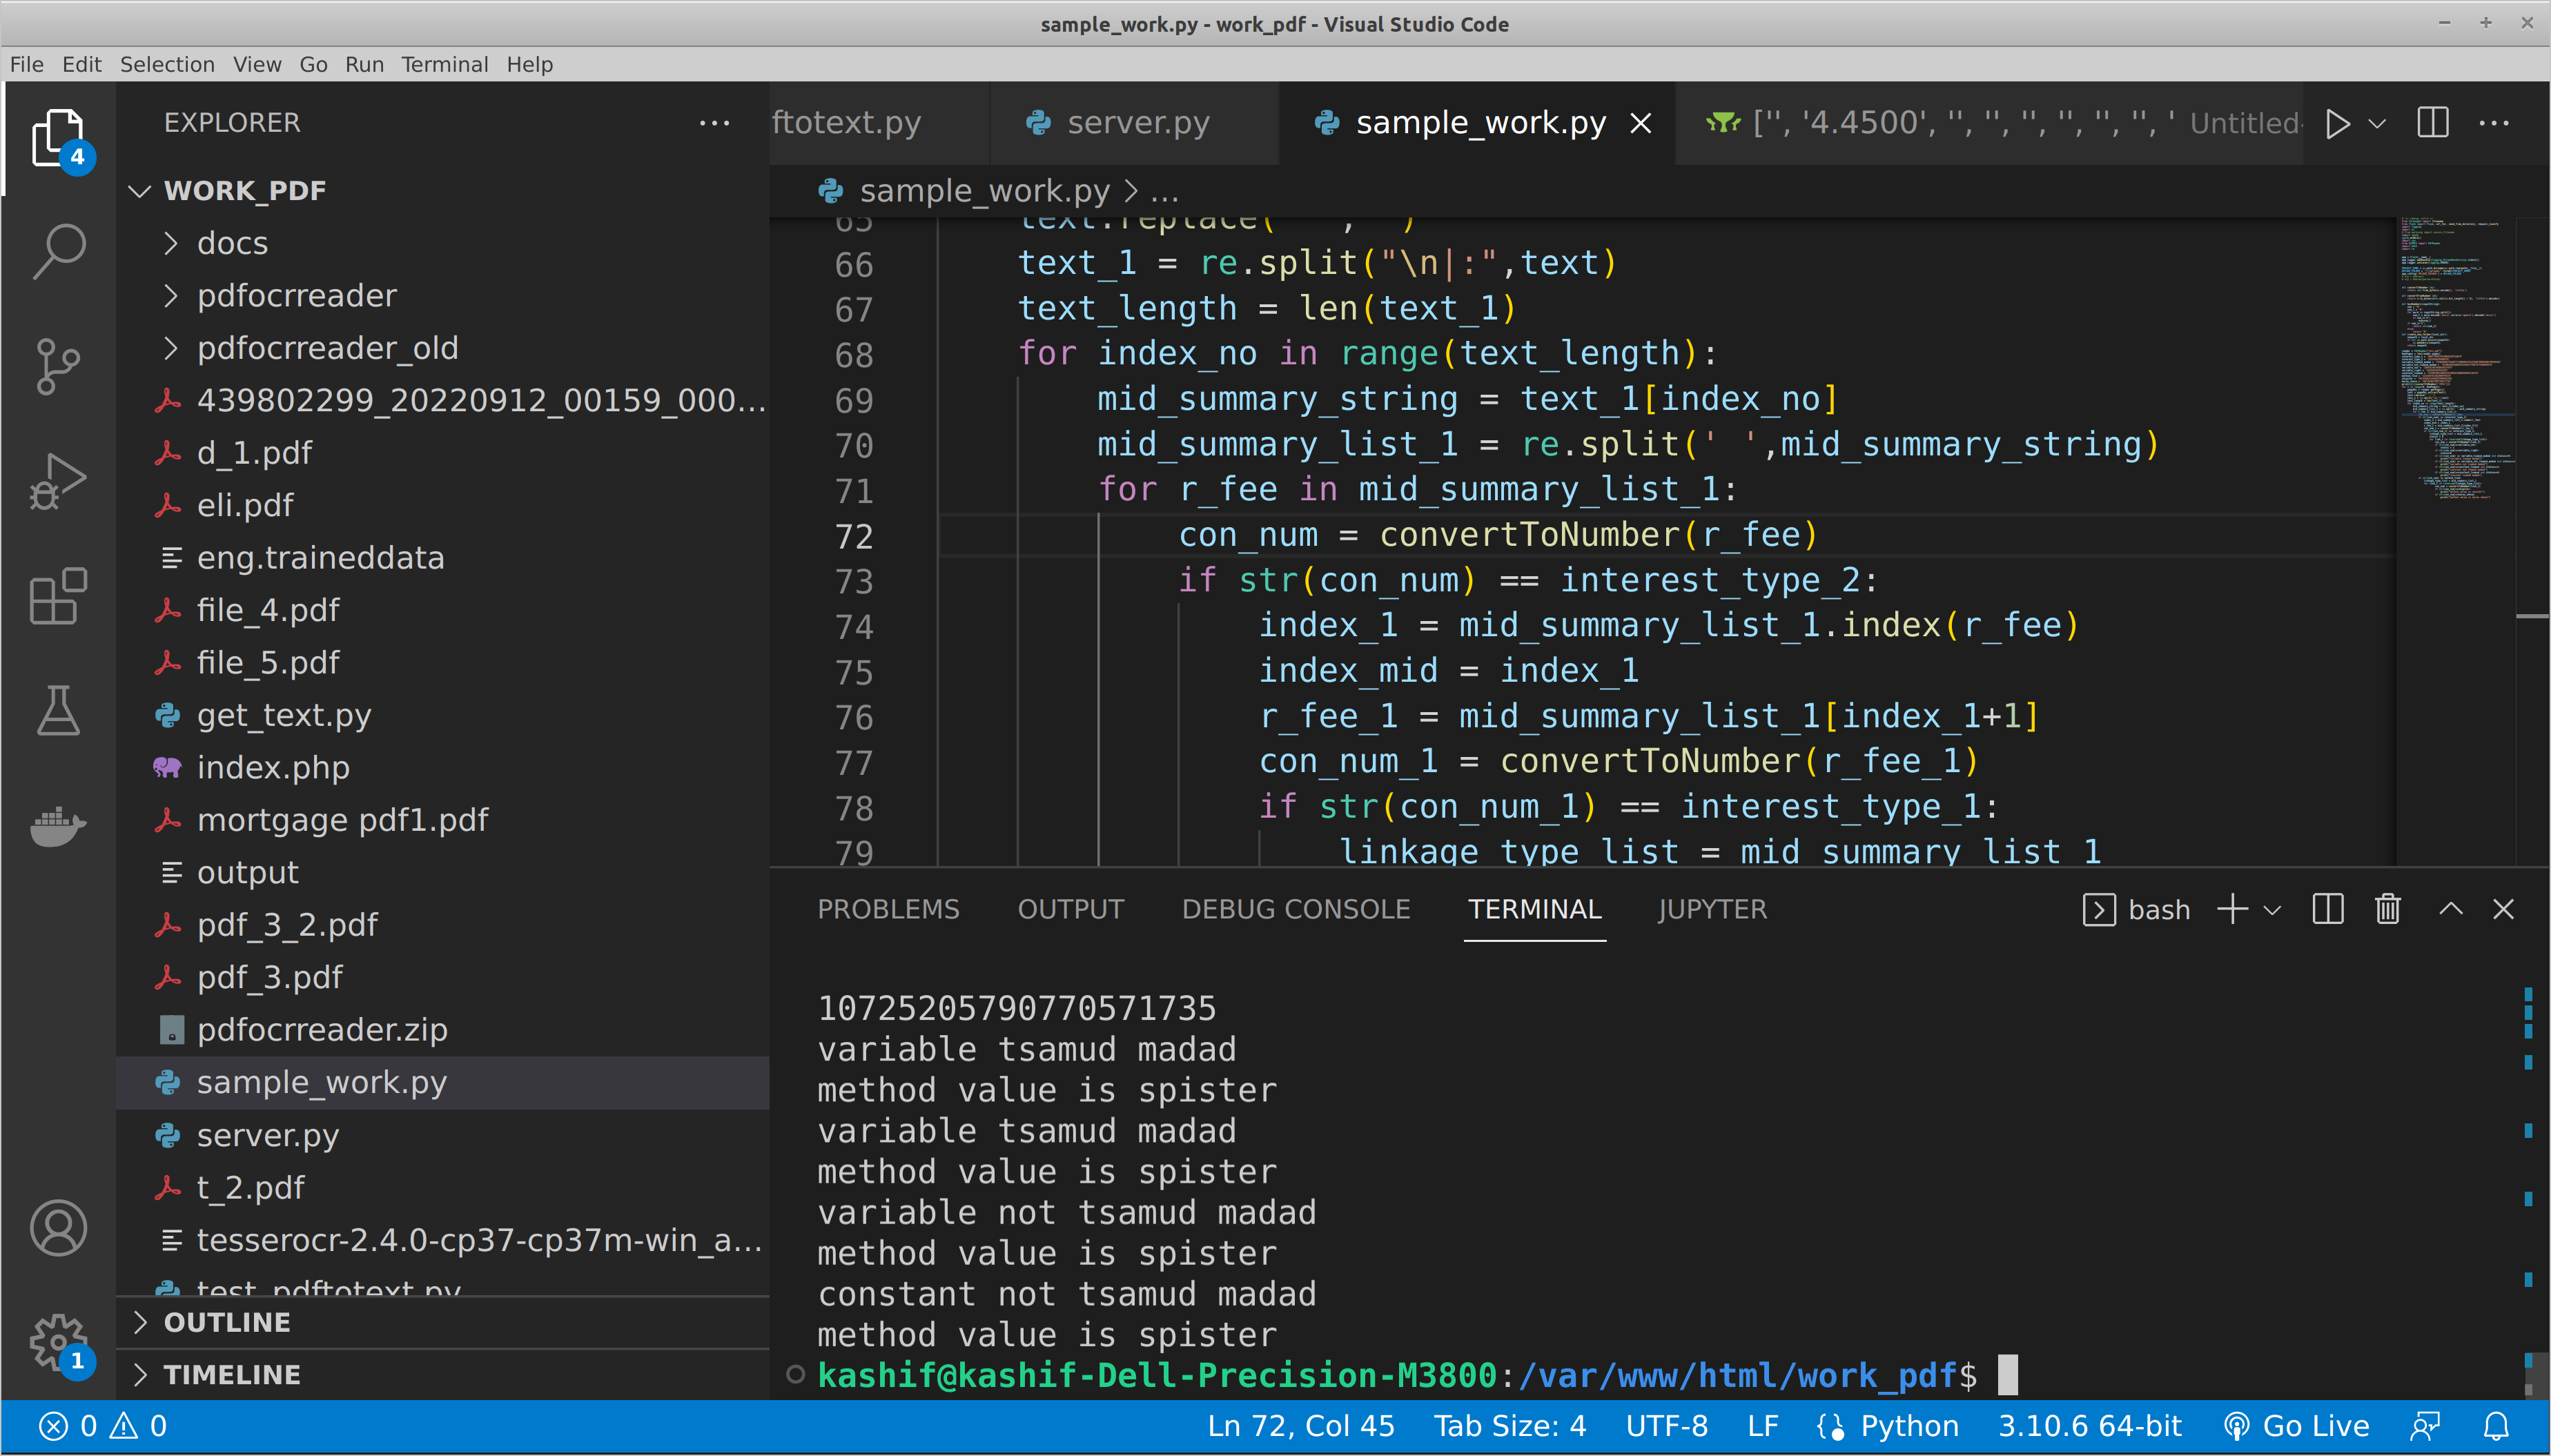 sample_work.py - work_pdf - Visual Studio Code
File Edit Selection View Go Run Terminal Help
EXPLORER
ftotext.py
server.py
sample_work.py
['', '4.4500', '', '', '', '', '', ' Untitled-
4
WORK_PDF
docs
pdfocrreader
pdfocrreader_old
439802299_20220912_00159_000...
d_1.pdf
eli.pdf
eng.traineddata
file_4.pdf
file_5.pdf
get_text.py
index.php
mortgage pdf1.pdf
output
pdf_3_2.pdf
pdf_3.pdf
pdfocrreader.zip
sample_work.py
server.py
t_2.pdf
tesserocr-2.4.0-cp37-cp37m-win_a...
test_pdftotext.py
OUTLINE
1
TIMELINE
sample_work.py > ...
65 text.replace( , )
66 text_1 = re.split("\n|:",text)
67 text_length = len(text_1)
68 for index_no in range(text_length):
69 mid_summary_string = text_1[index_no]
70 mid_summary_list_1 = re.split(' ',mid_summary_string)
71 for r_fee in mid_summary_list_1:
72 con_num = convertToNumber(r_fee)
73 if str(con_num) == interest_type_2:
74 index_1 = mid_summary_list_1.index(r_fee)
75 index_mid = index_1
76 r_fee_1 = mid_summary_list_1[index_1+1]
77 con_num_1 = convertToNumber(r_fee_1)
78 if str(con_num_1) == interest_type_1:
79 linkage_type_list = mid_summary_list_1
PROBLEMS OUTPUT DEBUG CONSOLE TERMINAL JUPYTER bash
10725205790770571735
variable tsamud madad
method value is spister
variable tsamud madad
method value is spister
variable not tsamud madad
method value is spister
constant not tsamud madad
method value is spister
kashif@kashif-Dell-Precision-M3800:/var/www/html/work_pdf$
0 0 Ln 72, Col 45 Tab Size: 4 UTF-8 LF Python 3.10.6 64-bit Go Live